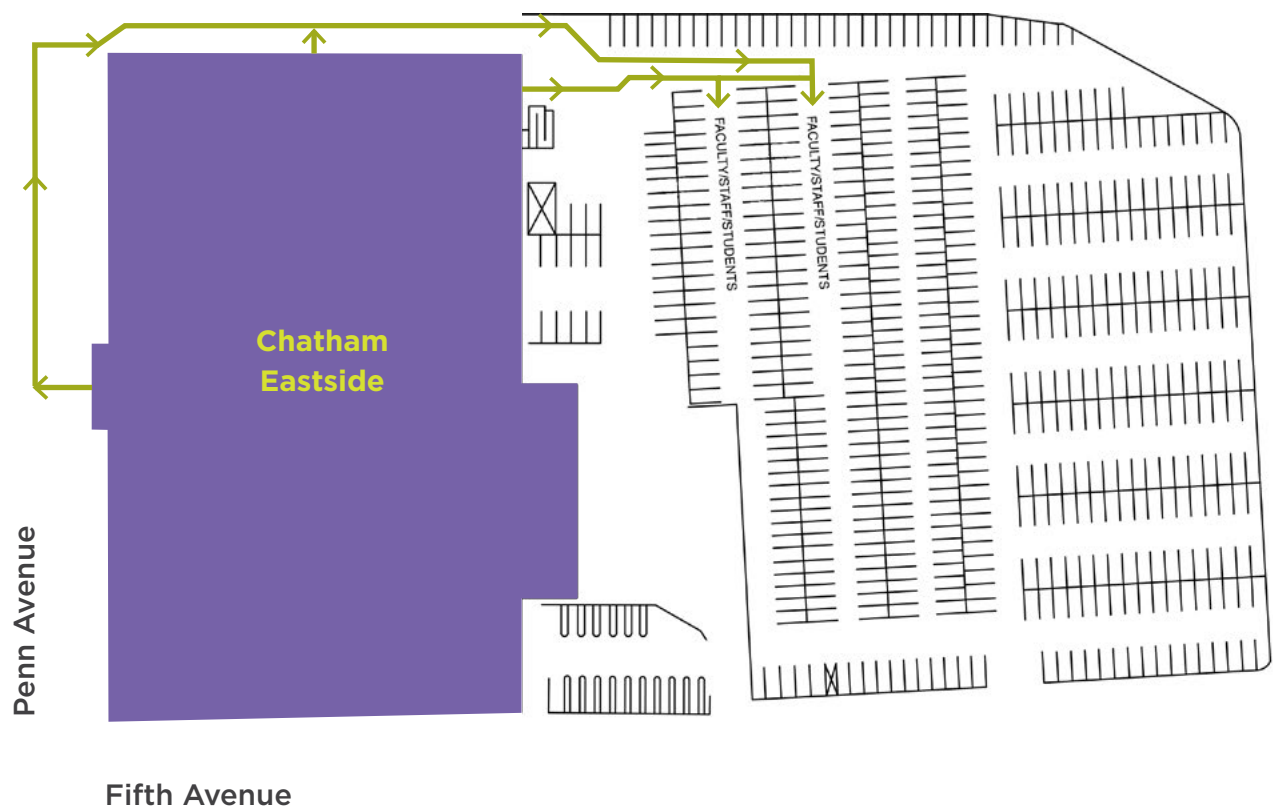 FACULTY/STAFF/STUDENTS
FACULTY/STAFF/STUDENTS
Chatham
Eastside
Penn Avenue
Fifth Avenue